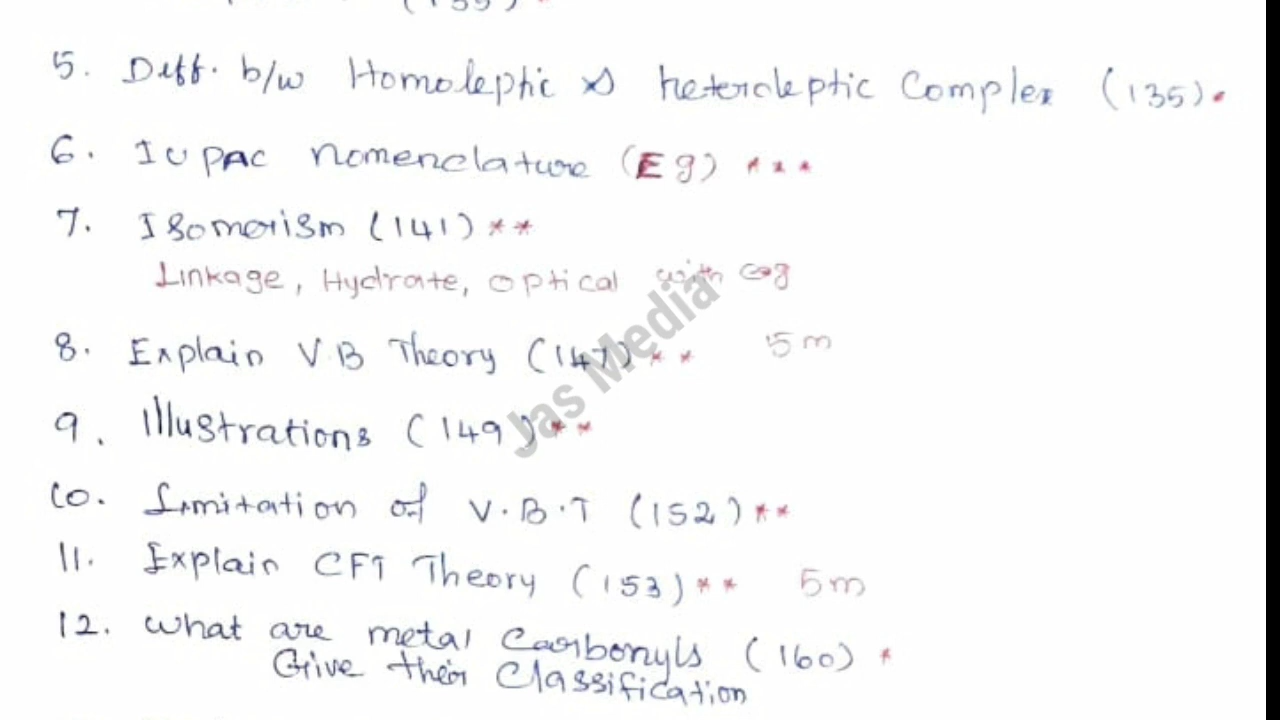 5. Diff. b/w Homoleptic & heteroleptic Complex (135) *
6. IUPAC Nomenclature (Eg) ***
7. Isomerism (141) **
Linkage, Hydrate, optical with eg
8. Explain V.B Theory (147) ** 5m
9. Illustrations (149) **
10. Limitation of V.B.T (152) **
11. Explain CFT Theory (153) ** 5m
12. What are metal Carbonyls (160) *
Give their Classification
Jas Media